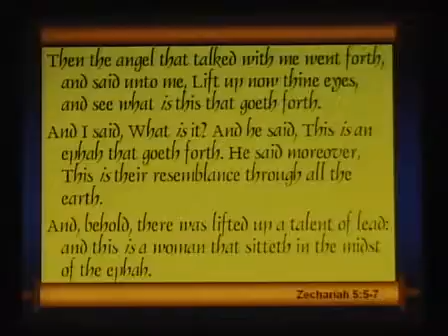 Then the angel that talked with me went forth,
and said unto me, Lift up now thine eyes,
and see what is this that goeth forth.
And I said, What is it? And he said, This is an
ephah that goeth forth. He said moreover,
This is their resemblance through all the
earth.
And, behold, there was lifted up a talent of lead:
and this is a woman that sitteth in the midst
of the ephah.
Zechariah 5:5-7